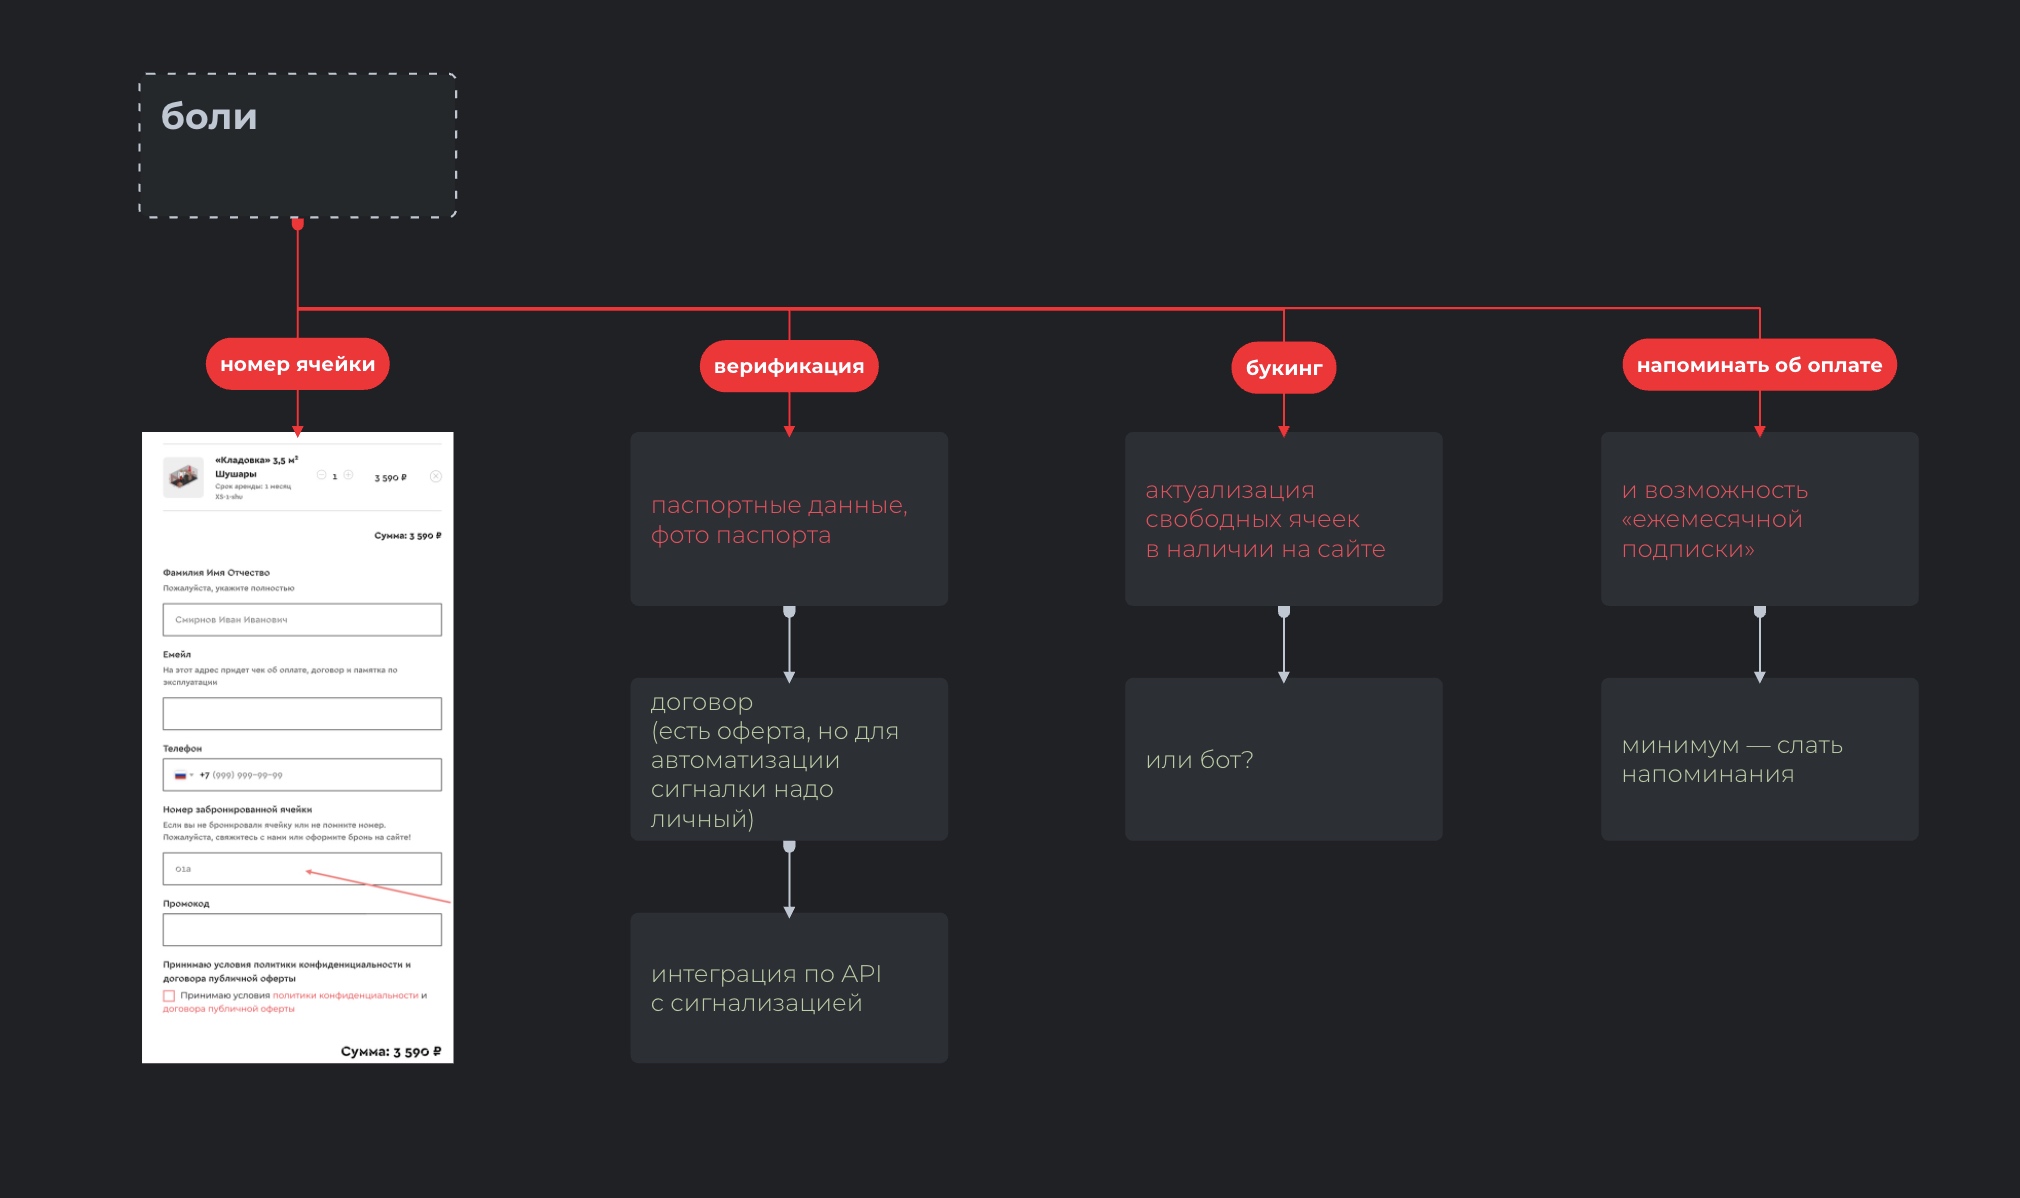 боли
номер ячейки
верификация
букинг
напоминать об оплате
«Кладовка» 3,5 м²
Шушары
Срок аренды: 1 месяц
XS-1-shu
1
3 590 ₽
Сумма: 3 590 ₽
Фамилия Имя Отчество
Пожалуйста, укажите полностью
Смирнов Иван Иванович
Емейл
На этот адрес придет чек об оплате, договор и памятка по
эксплуатации
Телефон
+7 (999) 999-99-99
Номер забронированной ячейки
Если вы не бронировали ячейку или не помните номер.
Пожалуйста, свяжитесь с нами или оформите бронь на сайте!
01a
Промокод
Принимаю условия политики конфиденициальности и
договора публичной оферты
Принимаю условия политики конфиденциальности и
договора публичной оферты
Сумма: 3 590 ₽
паспортные данные,
фото паспорта
договор
(есть оферта, но для
автоматизации
сигналки надо
личный)
интеграция по API
с сигнализацией
актуализация
свободных ячеек
в наличии на сайте
или бот?
и возможность
«ежемесячной
подписки»
минимум — слать
напоминания